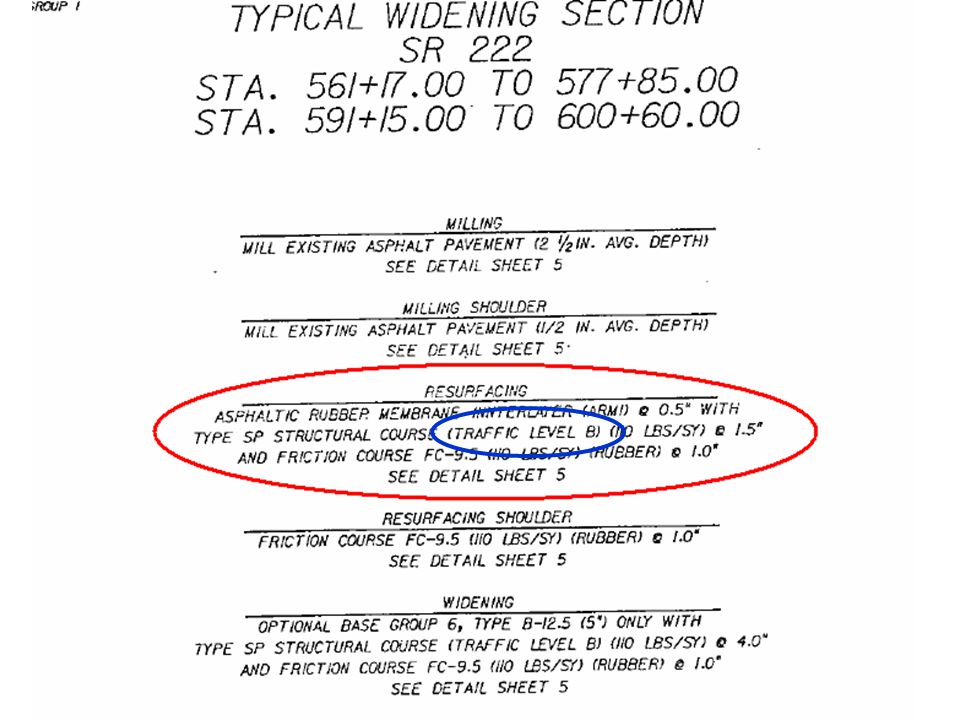 GROUP 1
TYPICAL WIDENING SECTION
SR 222
STA. 561+17.00 TO 577+85.00
STA. 591+15.00 TO 600+60.00
MILLING
MILL EXISTING ASPHALT PAVEMENT (2 1/2 IN. AVG. DEPTH)
SEE DETAIL SHEET 5
MILLING SHOULDER
MILL EXISTING ASPHALT PAVEMENT (1/2 IN. AVG. DEPTH)
SEE DETAIL SHEET 5
RESURFACING
ASPHALTIC RUBBER MEMBRANE INNTERLAYER (ARMI) @ 0.5" WITH
TYPE SP STRUCTURAL COURSE (TRAFFIC LEVEL B) (110 LBS/SY) @ 1.5"
AND FRICTION COURSE FC-9.5 (110 LBS/SY) (RUBBER) @ 1.0"
SEE DETAIL SHEET 5
RESURFACING SHOULDER
FRICTION COURSE FC-9.5 (110 LBS/SY) (RUBBER) @ 1.0"
SEE DETAIL SHEET 5
WIDENING
OPTIONAL BASE GROUP 6, TYPE B-12.5 (5") ONLY WITH
TYPE SP STRUCTURAL COURSE (TRAFFIC LEVEL B) (110 LBS/SY) @ 4.0"
AND FRICTION COURSE FC-9.5 (110 LBS/SY) (RUBBER) @ 1.0"
SEE DETAIL SHEET 5